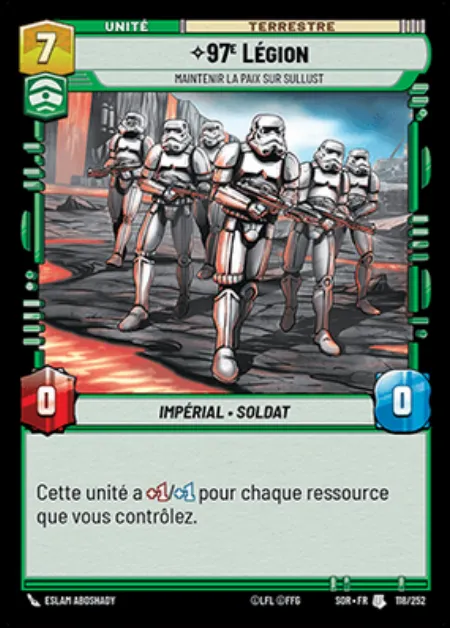 UNITÉ
TERRESTRE
7
✧97E LÉGION
MAINTENIR LA PAIX SUR SULLUST
0
IMPÉRIAL • SOLDAT
0
Cette unité a +1/+1 pour chaque ressource
que vous contrôlez.
ESLAM ABOSHADY
©LFL ©FFG
SOR • FR
118/252